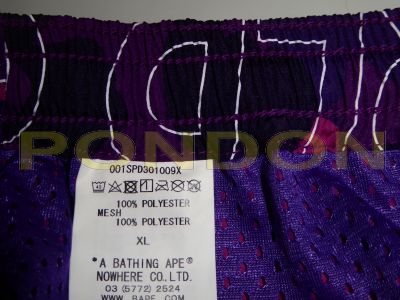 PONDON
001SPD301009X
100% POLYESTER
MESH
100% POLYESTER
XL
"A BATHING APE"
NOWHERE CO.,LTD.
03 (5772) 2524
WWW.BAPE.COM